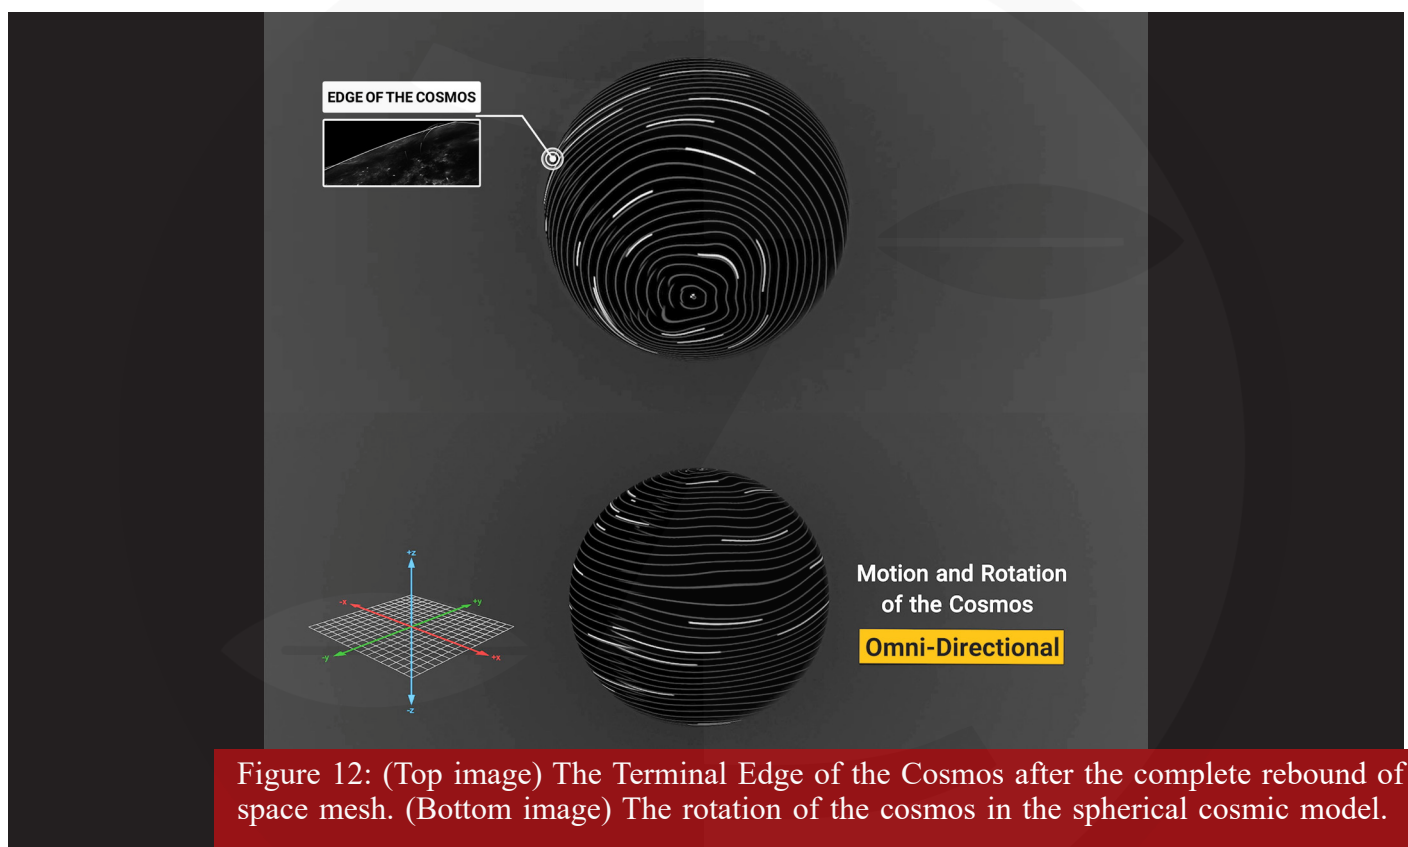 EDGE OF THE COSMOS
+z
-x
+y
-y
+x
-z
Motion and Rotation
of the Cosmos
Omni-Directional
Figure 12: (Top image) The Terminal Edge of the Cosmos after the complete rebound of
space mesh. (Bottom image) The rotation of the cosmos in the spherical cosmic model.